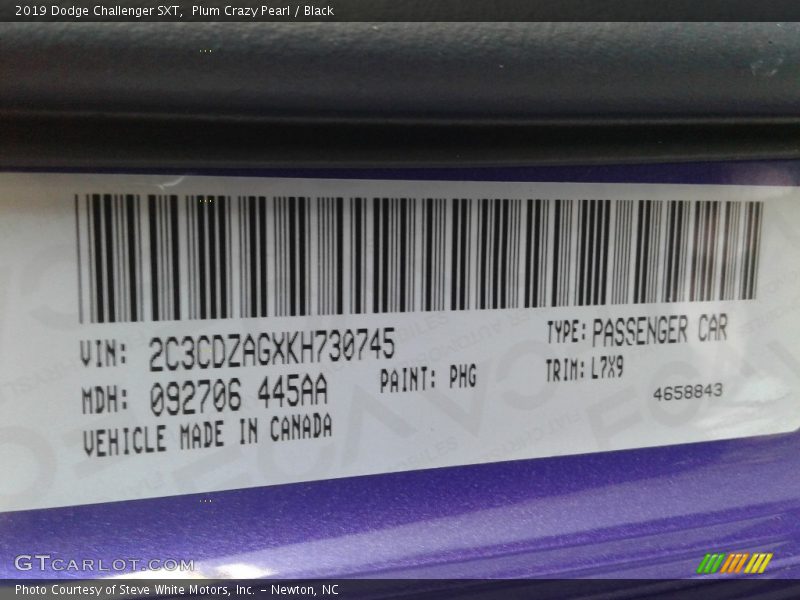 2019 Dodge Challenger SXT, Plum Crazy Pearl / Black
VIN: 2C3CDZAGXKH730745
TYPE: PASSENGER CAR
MDH: 092706 445AA
PAINT: PHG
TRIM: L7X9
4658843
VEHICLE MADE IN CANADA
GTCARLOT.COM
Photo Courtesy of Steve White Motors, Inc. – Newton, NC